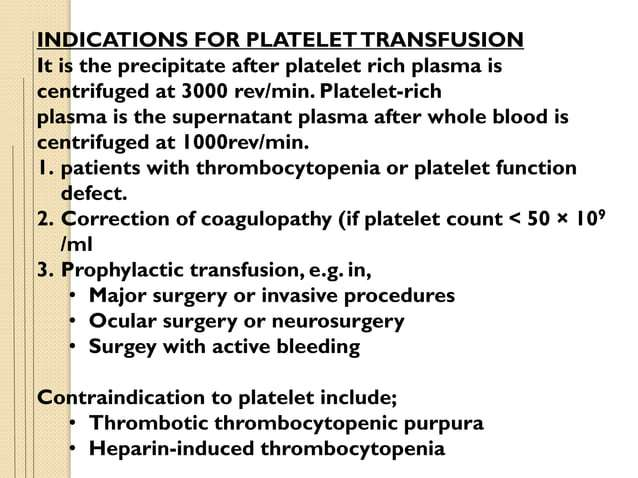 INDICATIONS FOR PLATELET TRANSFUSION
It is the precipitate after platelet rich plasma is
centrifuged at 3000 rev/min. Platelet-rich
plasma is the supernatant plasma after whole blood is
centrifuged at 1000rev/min.
1. patients with thrombocytopenia or platelet function
defect.
2. Correction of coagulopathy (if platelet count < 50 × 10⁹
/ml
3. Prophylactic transfusion, e.g. in,
• Major surgery or invasive procedures
• Ocular surgery or neurosurgery
• Surgey with active bleeding
Contraindication to platelet include;
• Thrombotic thrombocytopenic purpura
• Heparin-induced thrombocytopenia